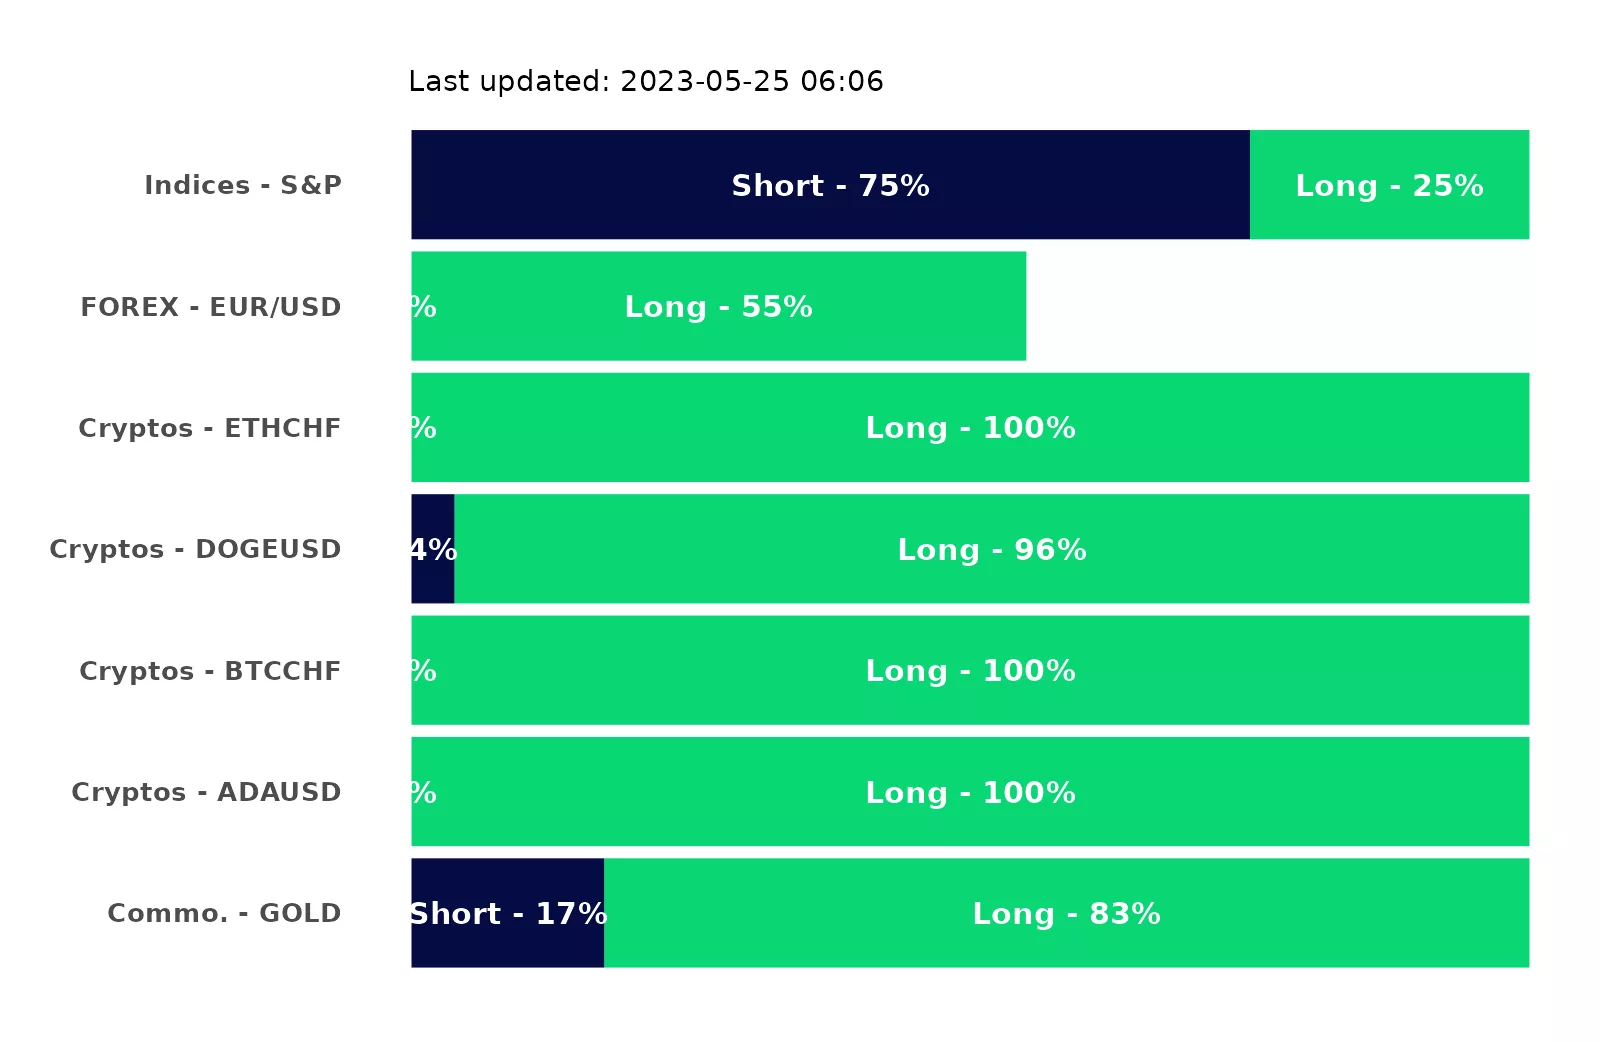 Last updated: 2023-05-25 06:06
Indices - S&P Short - 75% Long - 25%
FOREX - EUR/USD % Long - 55%
Cryptos - ETHCHF % Long - 100%
Cryptos - DOGEUSD 4% Long - 96%
Cryptos - BTCCHF % Long - 100%
Cryptos - ADAUSD % Long - 100%
Commo. - GOLD Short - 17% Long - 83%